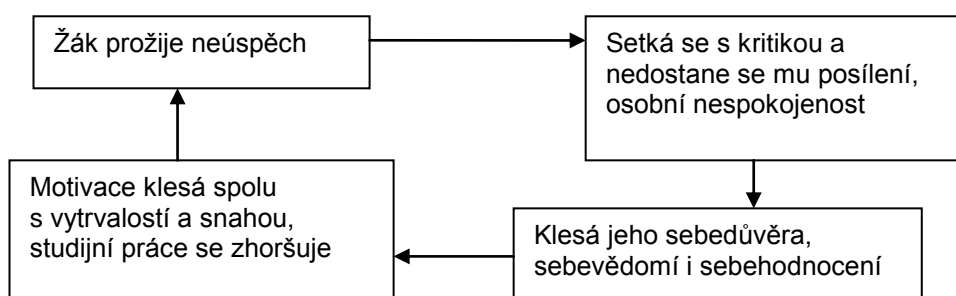 Žák prožije neúspěch
Setká se s kritikou a
nedostane se mu posílení,
osobní nespokojenost
Klesá jeho sebedůvěra,
sebevědomí i sebehodnocení
Motivace klesá spolu
s vytrvalostí a snahou,
studijní práce se zhoršuje